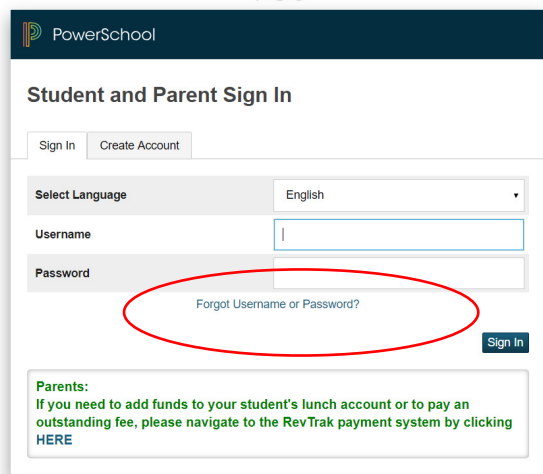 PowerSchool
Student and Parent Sign In
Sign In Create Account
Select Language English
Username
Password
Forgot Username or Password?
Sign In
Parents:
If you need to add funds to your student's lunch account or to pay an
outstanding fee, please navigate to the RevTrak payment system by clicking
HERE